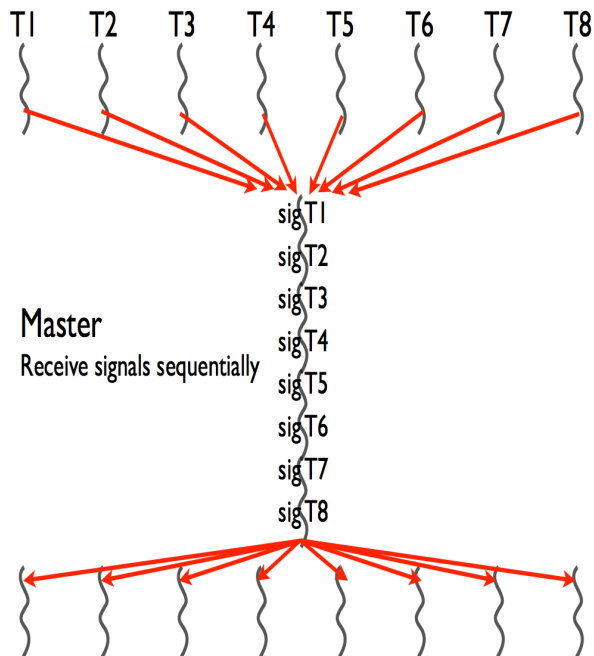 T1 T2 T3 T4 T5 T6 T7 T8
sig T1
sig T2
sig T3
Master
sig T4
Receive signals sequentially
sig T5
sig T6
sig T7
sig T8